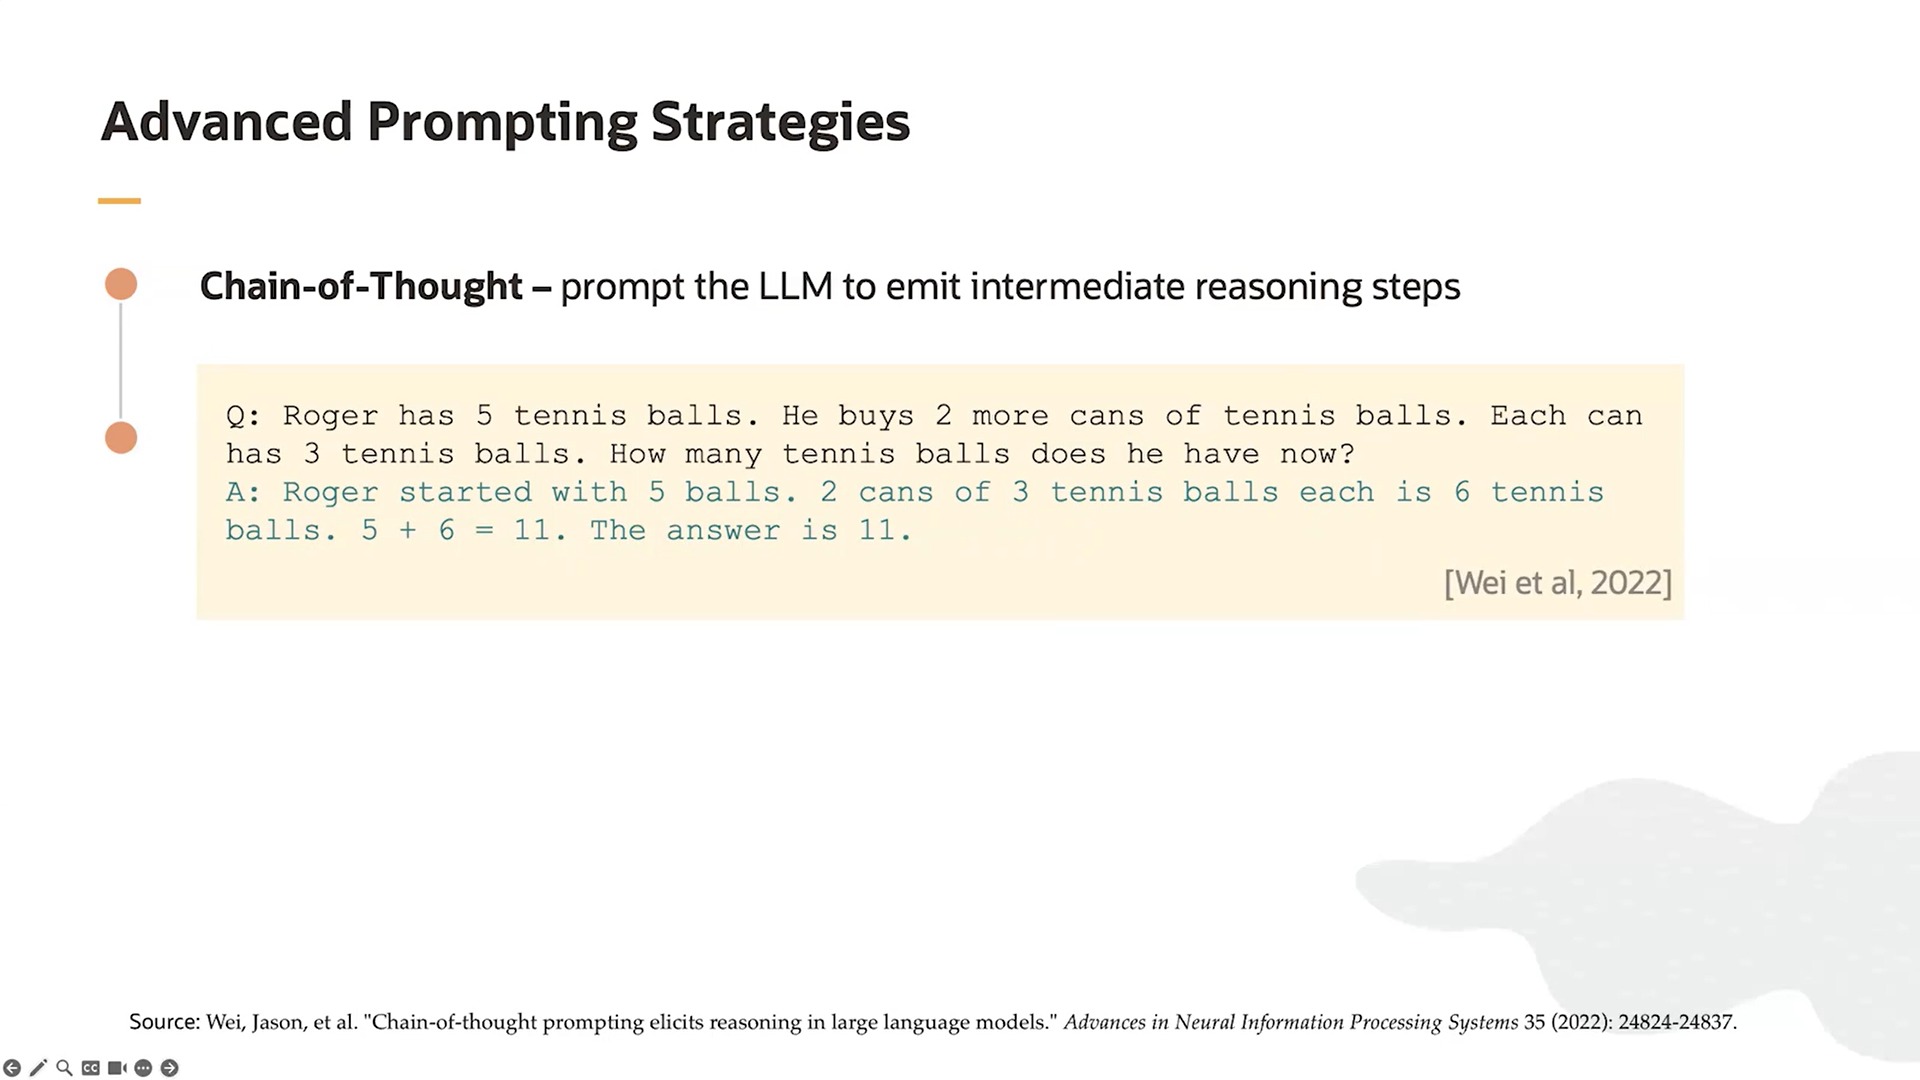 Advanced Prompting Strategies
Chain-of-Thought – prompt the LLM to emit intermediate reasoning steps
Q: Roger has 5 tennis balls. He buys 2 more cans of tennis balls. Each can
has 3 tennis balls. How many tennis balls does he have now?
A: Roger started with 5 balls. 2 cans of 3 tennis balls each is 6 tennis
balls. 5 + 6 = 11. The answer is 11.
[Wei et al, 2022]
Source: Wei, Jason, et al. "Chain-of-thought prompting elicits reasoning in large language models." Advances in Neural Information Processing Systems 35 (2022): 24824-24837.
CC